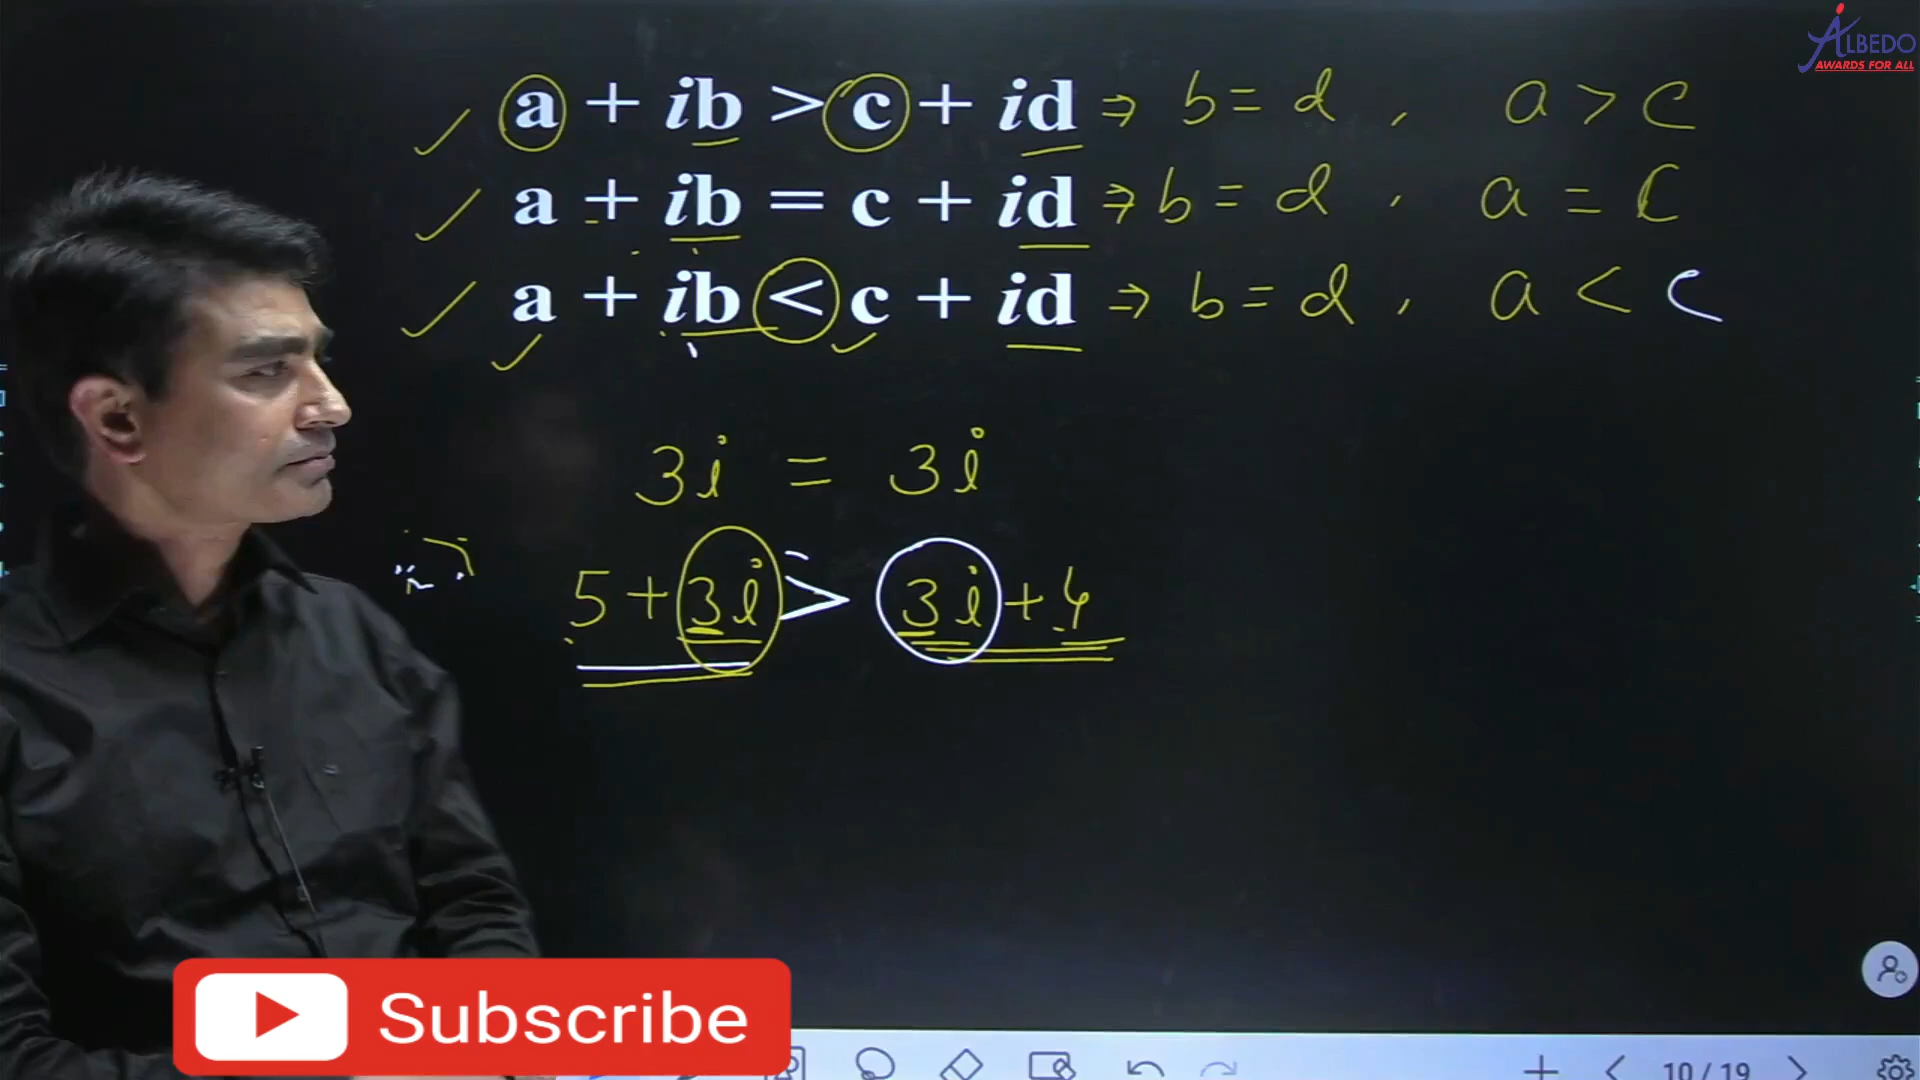 ALBEDO
AWARDS FOR ALL
a + ib > c + id ⇒ b = d , a > c
a + ib = c + id ⇒ b = d , a = c
a + ib < c + id ⇒ b = d , a < c
3i = 3i
5 + 3i > 3i + 4
Subscribe
10 / 19